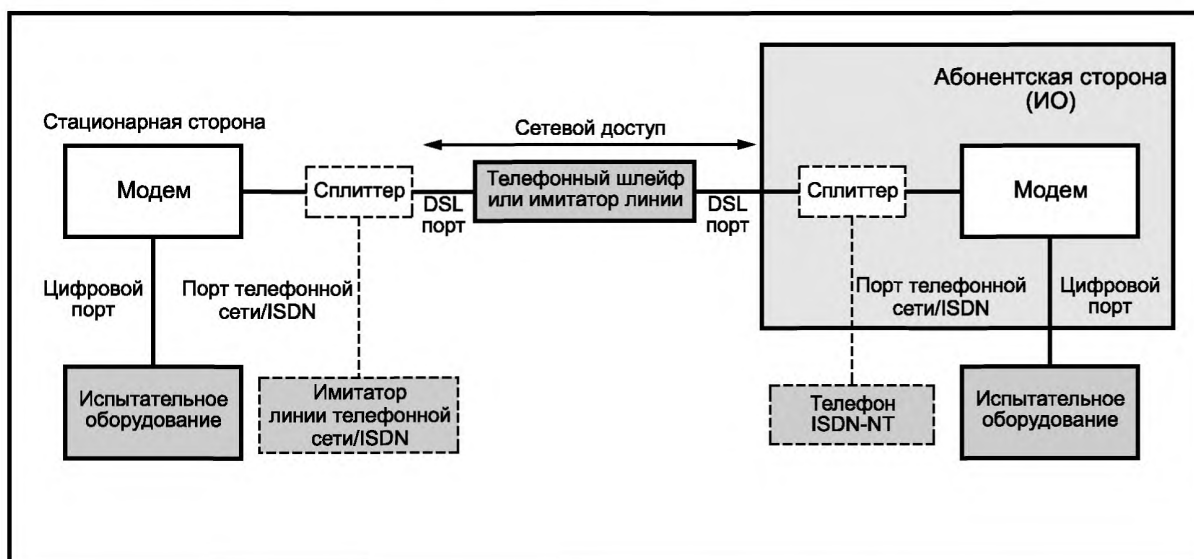 Абонентская сторона
(ИО)
Стационарная сторона
Сетевой доступ
Модем
Сплиттер
DSL
порт
Телефонный шлейф
или имитатор линии
DSL
порт
Сплиттер
Модем
Цифровой
порт
Порт телефонной
сети/ISDN
Порт телефонной
сети/ISDN
Цифровой
порт
Испытательное
оборудование
Имитатор
линии телефонной
сети/ISDN
Телефон
ISDN-NT
Испытательное
оборудование